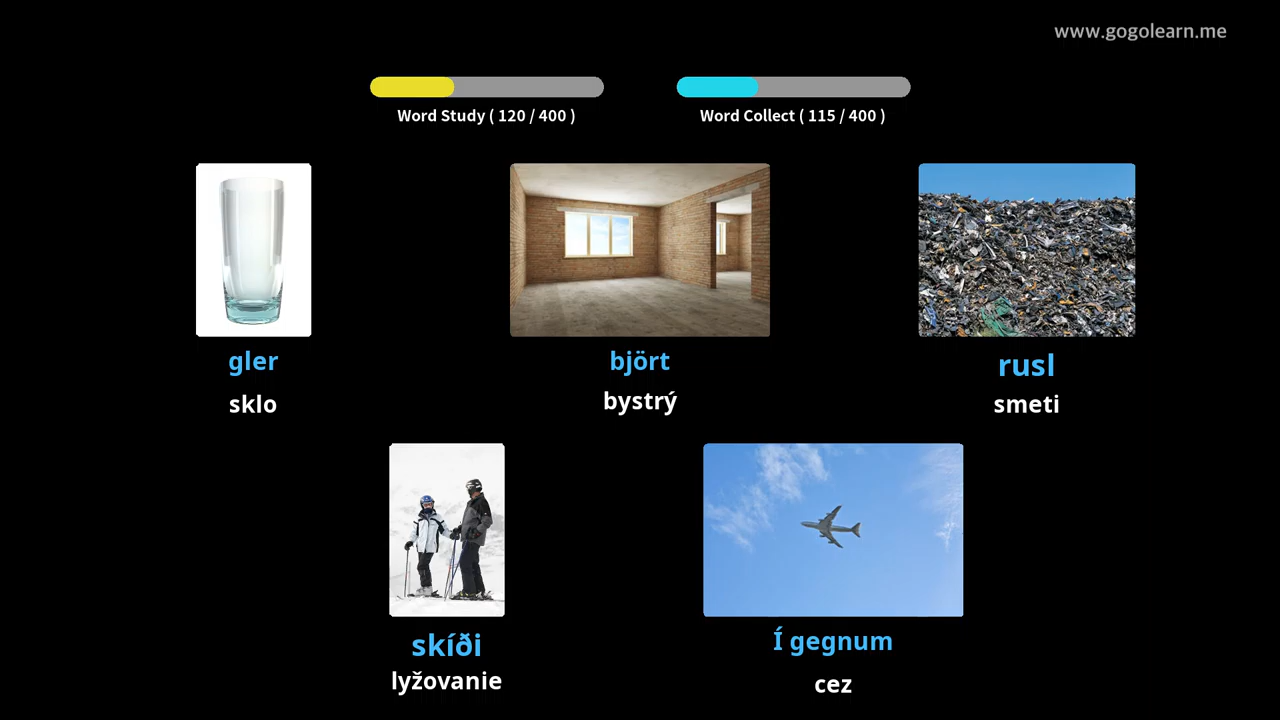 www.gogolearn.me
Word Study ( 120 / 400 )
Word Collect ( 115 / 400 )
gler
sklo
björt
bystrý
rusl
smeti
skíði
lyžovanie
Í gegnum
cez